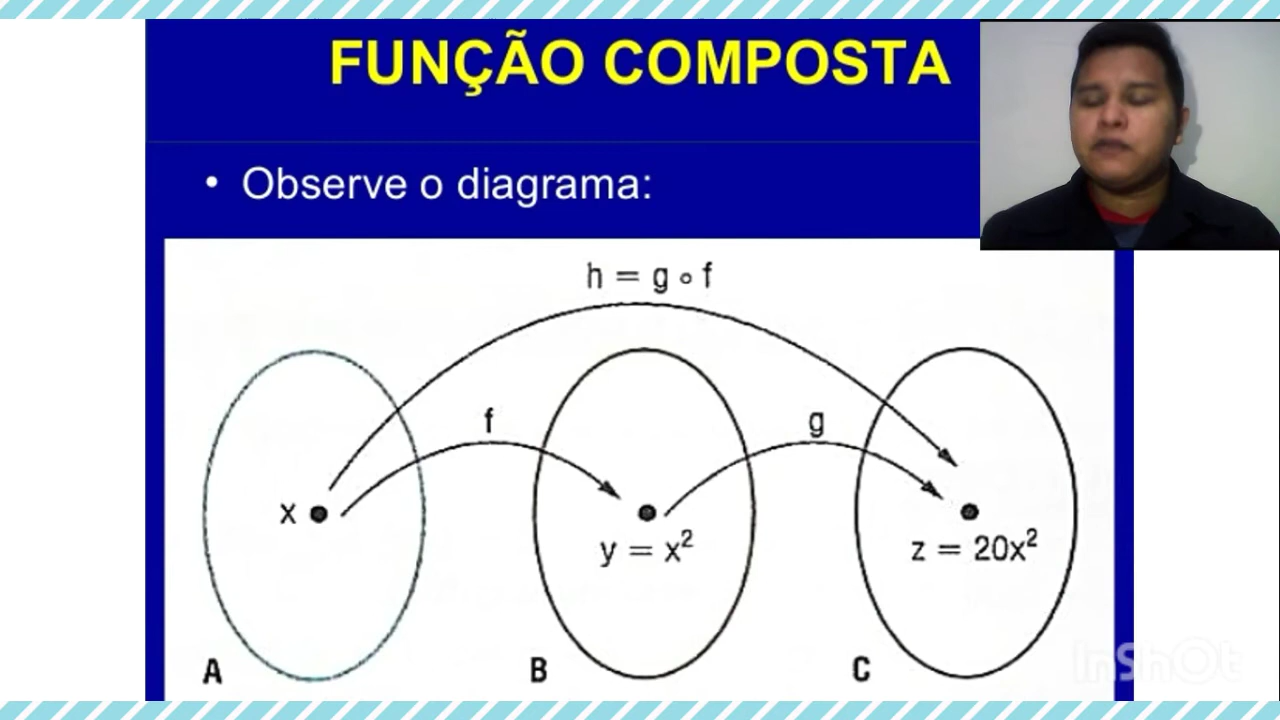 FUNÇÃO COMPOSTA
• Observe o diagrama:
h = g ∘ f
f
g
x
y = x²
z = 20x²
A
B
C
InShOt